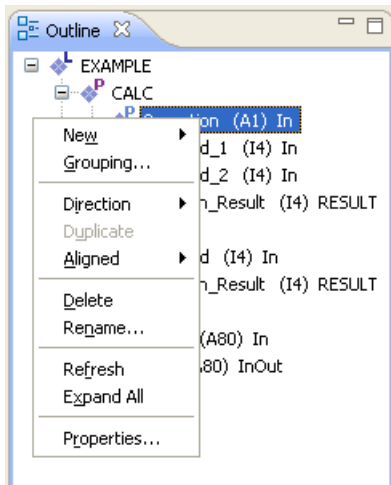 Outline
L EXAMPLE
P CALC
P (A1) In
New
d_1 (I4) In
Grouping...
d_2 (I4) In
Direction
n_Result (I4) RESULT
Duplicate
Aligned
d (I4) In
n_Result (I4) RESULT
Delete
Rename...
(A80) In
Refresh
80) InOut
Expand All
Properties...